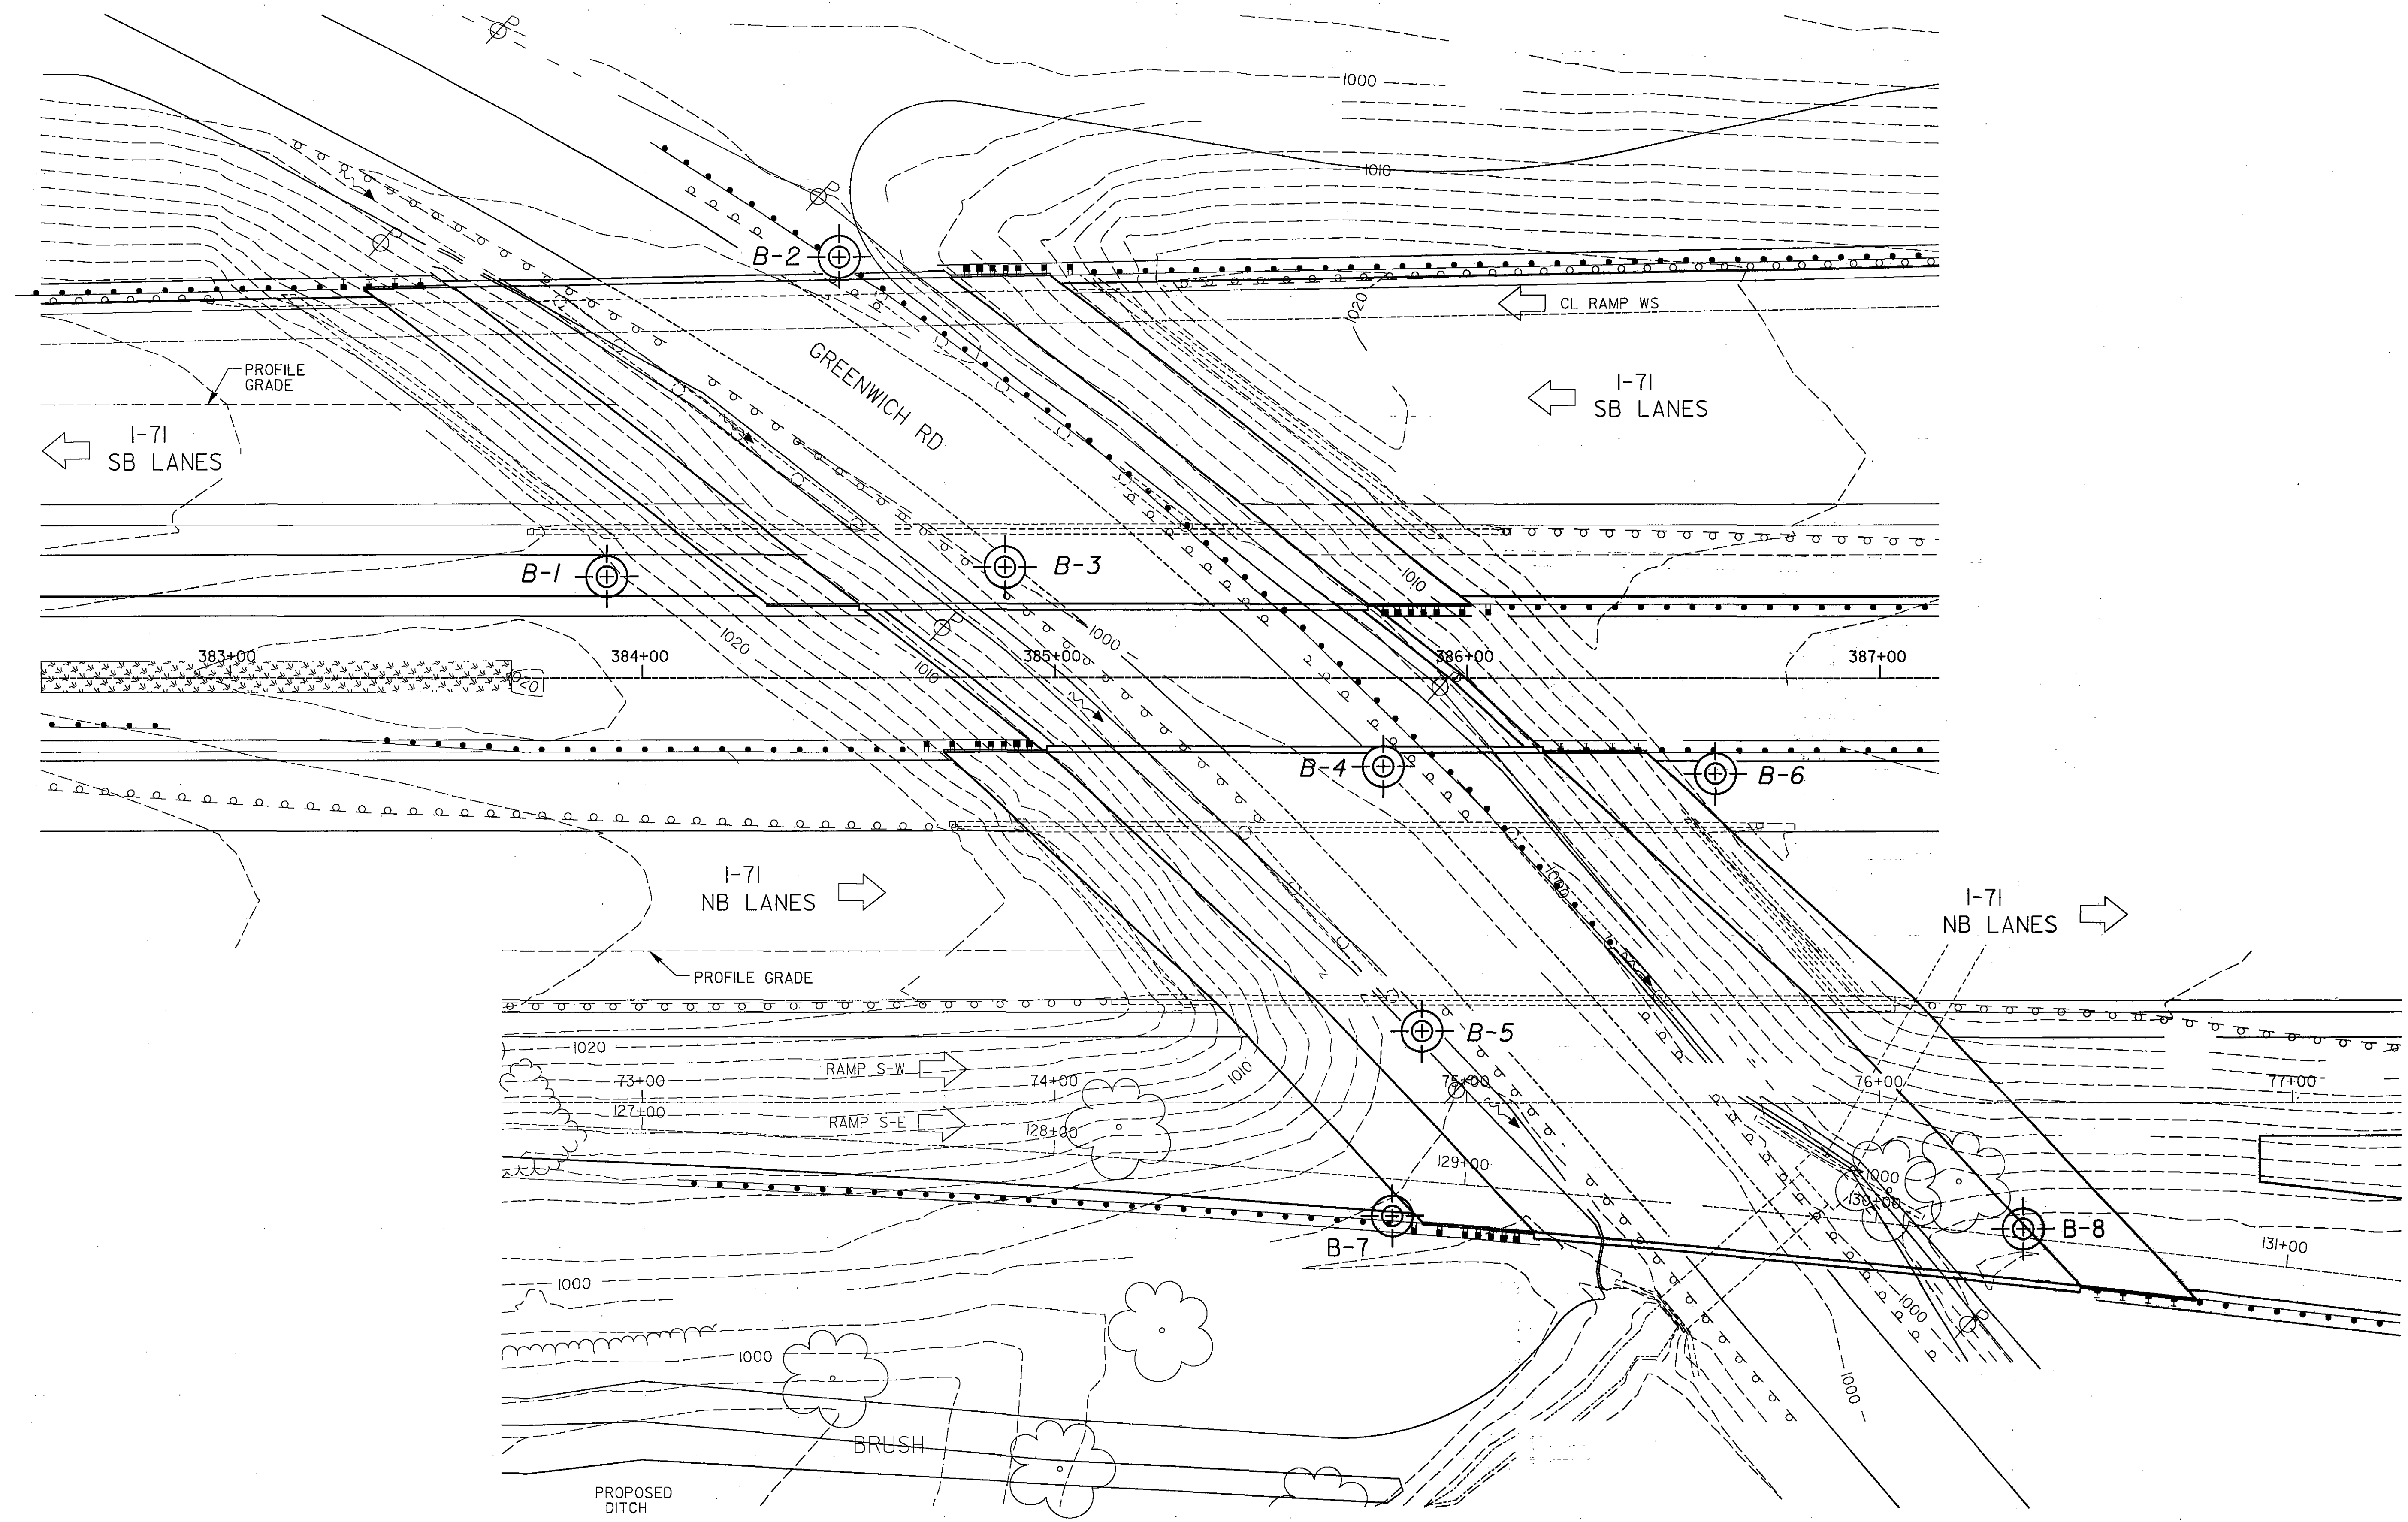 1000
1010
B-2
1020
CL RAMP WS
GREENWICH RD
PROFILE
GRADE
I-71
SB LANES
I-71
SB LANES
B-1
B-3
1010
1020
1000
1010
383+00
384+00
385+00
386+00
387+00
1020
B-4
B-6
1000
I-71
NB LANES
I-71
NB LANES
PROFILE GRADE
B-5
1020
RAMP S-W
1010
73+00
74+00
75+00
76+00
77+00
127+00
RAMP S-E
128+00
129+00
1000
130+00
131+00
B-7
B-8
1000
1000
1000
1000
BRUSH
PROPOSED
DITCH